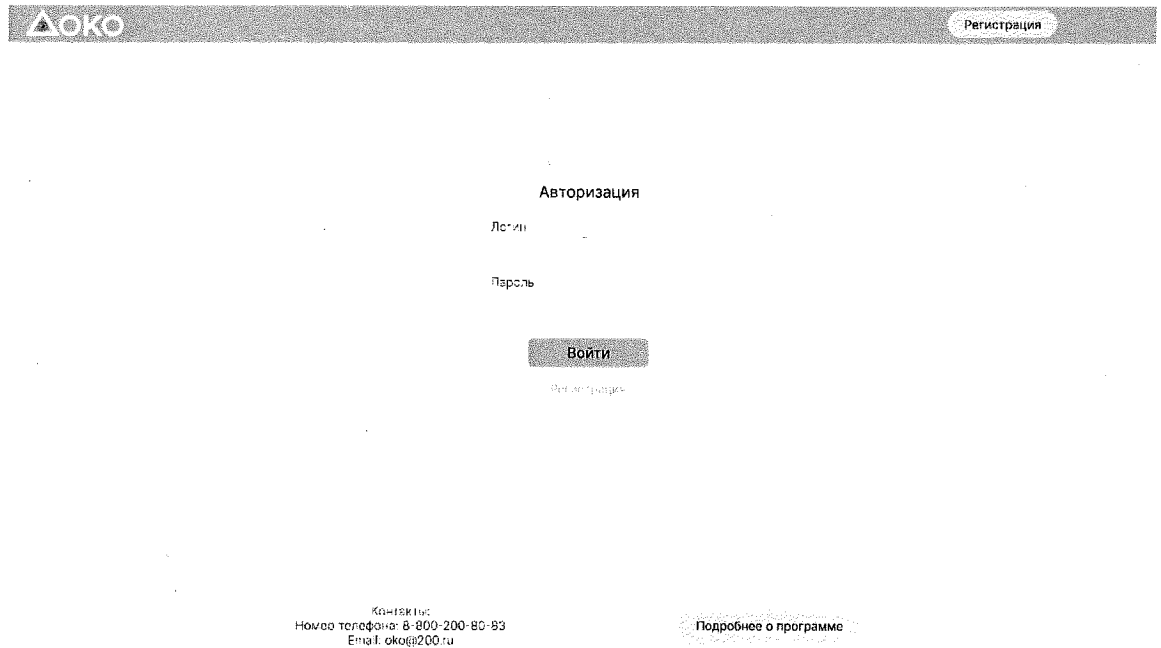 ОКО
Регистрация
Авторизация
Логин
Пароль
Войти
Регистрация
Контакты:
Номер телефона: 8-800-200-80-83
Email: oko@200.ru
Подробнее о программе